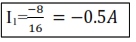 I₁=-8/16 = −0.5A